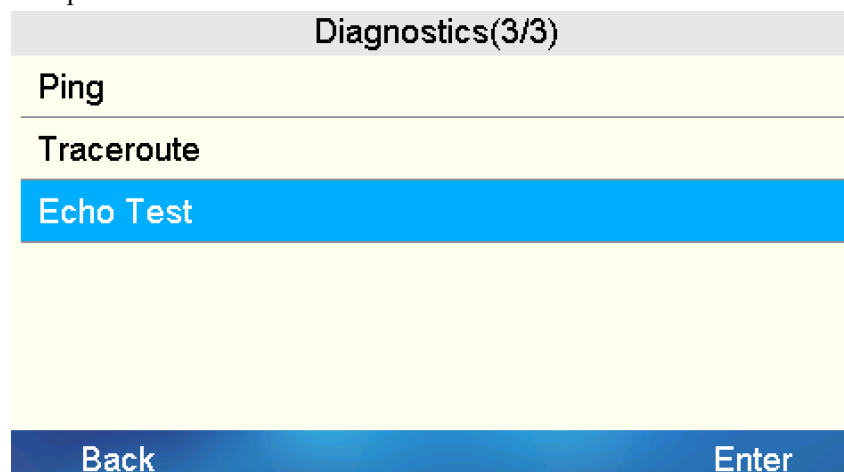 Diagnostics(3/3)
Ping
Traceroute
Echo Test
Back Enter